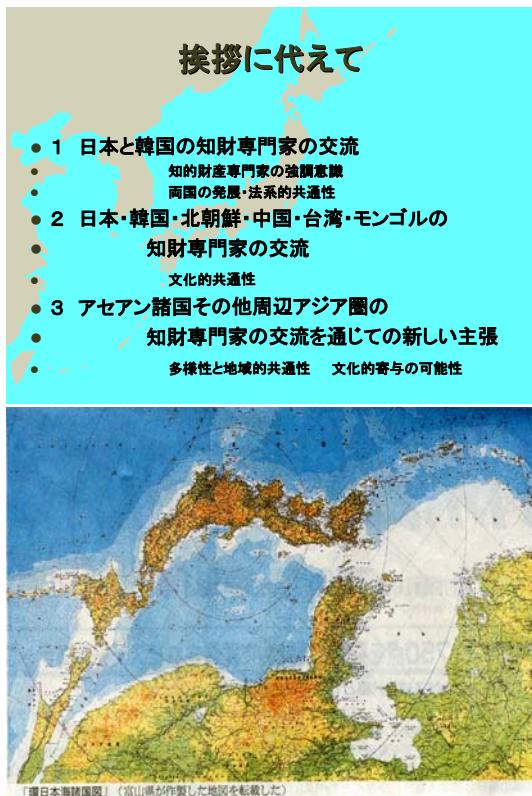 挨拶に代えて
● 1 日本と韓国の知財専門家の交流
● 知的財産専門家の強調意識
● 両国の発展・法系的共通性
● 2 日本・韓国・北朝鮮・中国・台湾・モンゴルの
● 知財専門家の交流
● 文化的共通性
● 3 アセアン諸国その他周辺アジア圏の
● 知財専門家の交流を通じての新しい主張
● 多様性と地域的共通性 文化的寄与の可能性
「環日本海諸国図」(富山県が作製した地図を転載した)